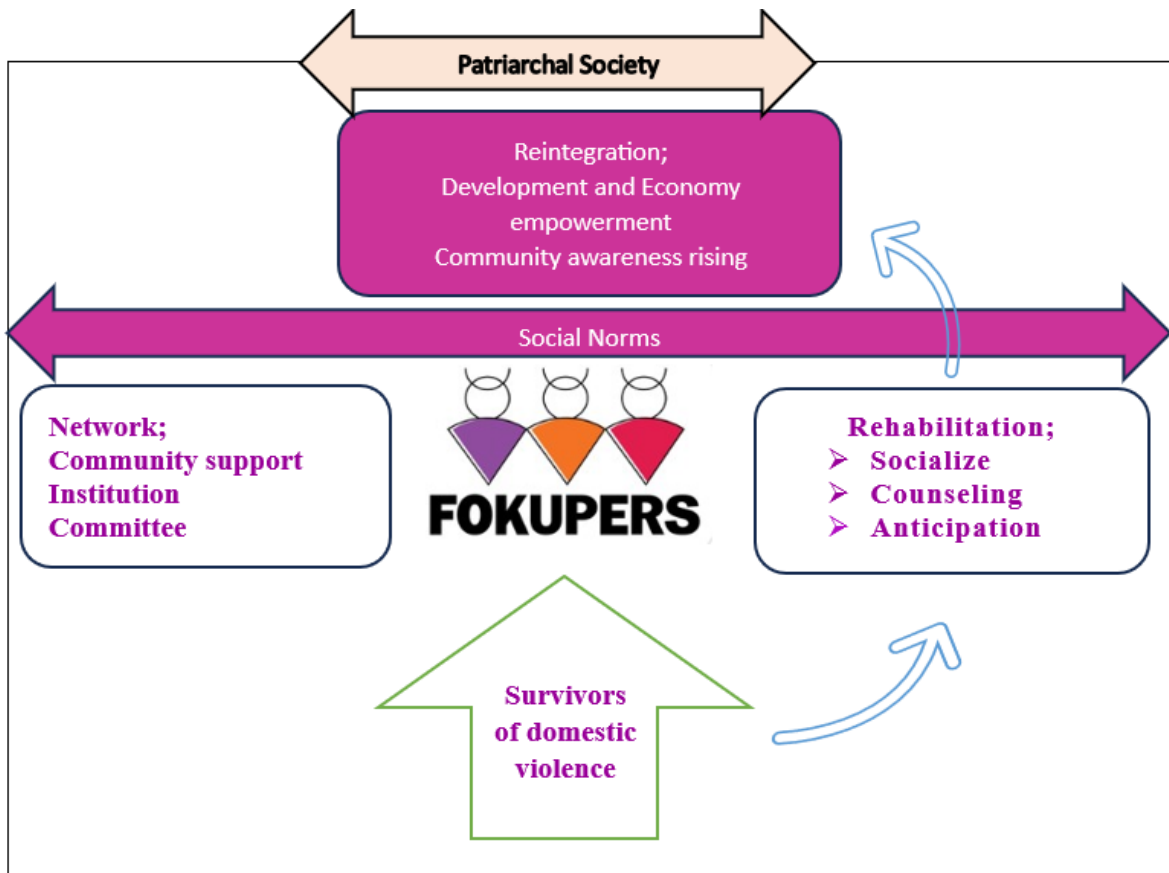 Patriarchal Society
Reintegration;
Development and Economy
empowerment
Community awareness rising
Social Norms
Network;
Community support
Institution
Committee
FOKUPERS
Rehabilitation;
➢ Socialize
➢ Counseling
➢ Anticipation
Survivors
of domestic
violence